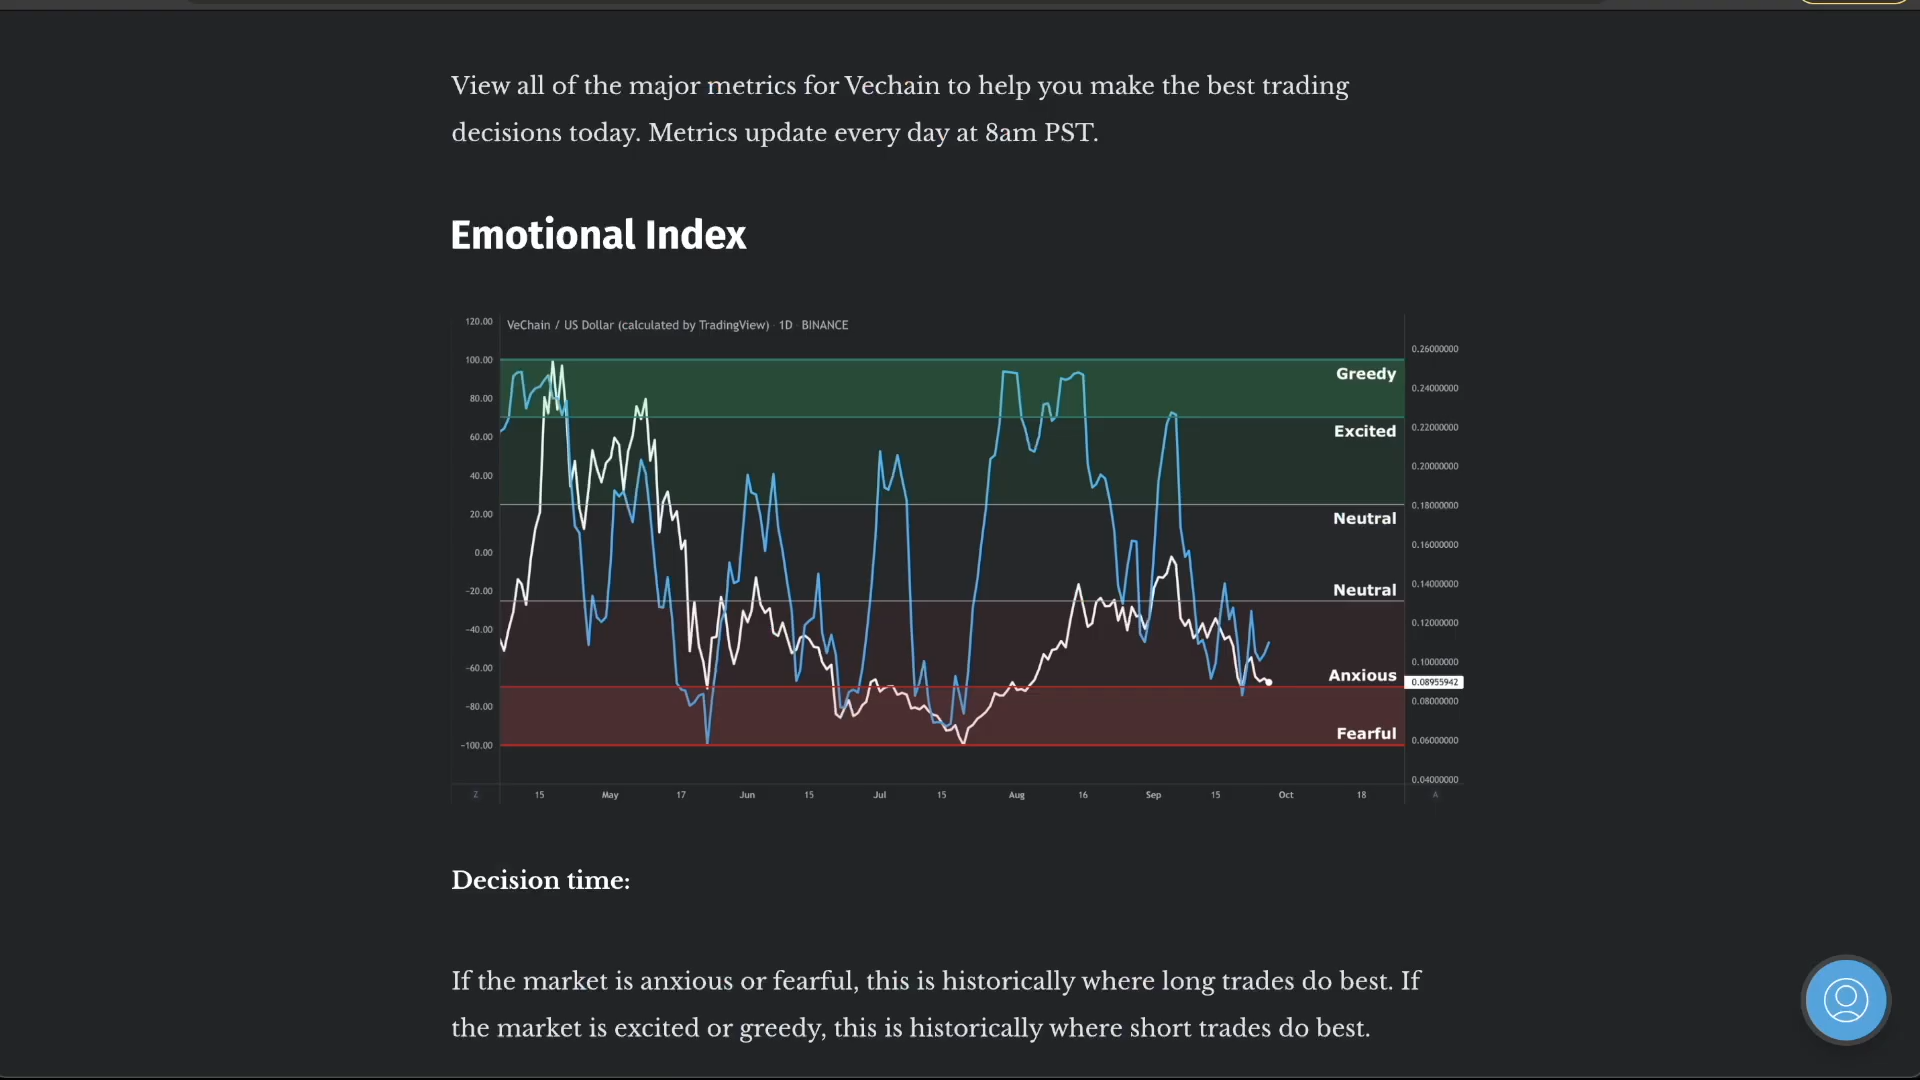 View all of the major metrics for Vechain to help you make the best trading
decisions today. Metrics update every day at 8am PST.
Emotional Index
VeChain / US Dollar (calculated by TradingView) · 1D · BINANCE
120.00
100.00
80.00
60.00
40.00
20.00
0.00
-20.00
-40.00
-60.00
-80.00
-100.00
Greedy
Excited
Neutral
Neutral
Anxious
Fearful
0.26000000
0.24000000
0.22000000
0.20000000
0.18000000
0.16000000
0.14000000
0.12000000
0.10000000
0.08955942
0.08000000
0.06000000
0.04000000
Z 15 May 17 Jun 15 Jul 15 Aug 16 Sep 15 Oct 18 A
Decision time:
If the market is anxious or fearful, this is historically where long trades do best. If
the market is excited or greedy, this is historically where short trades do best.